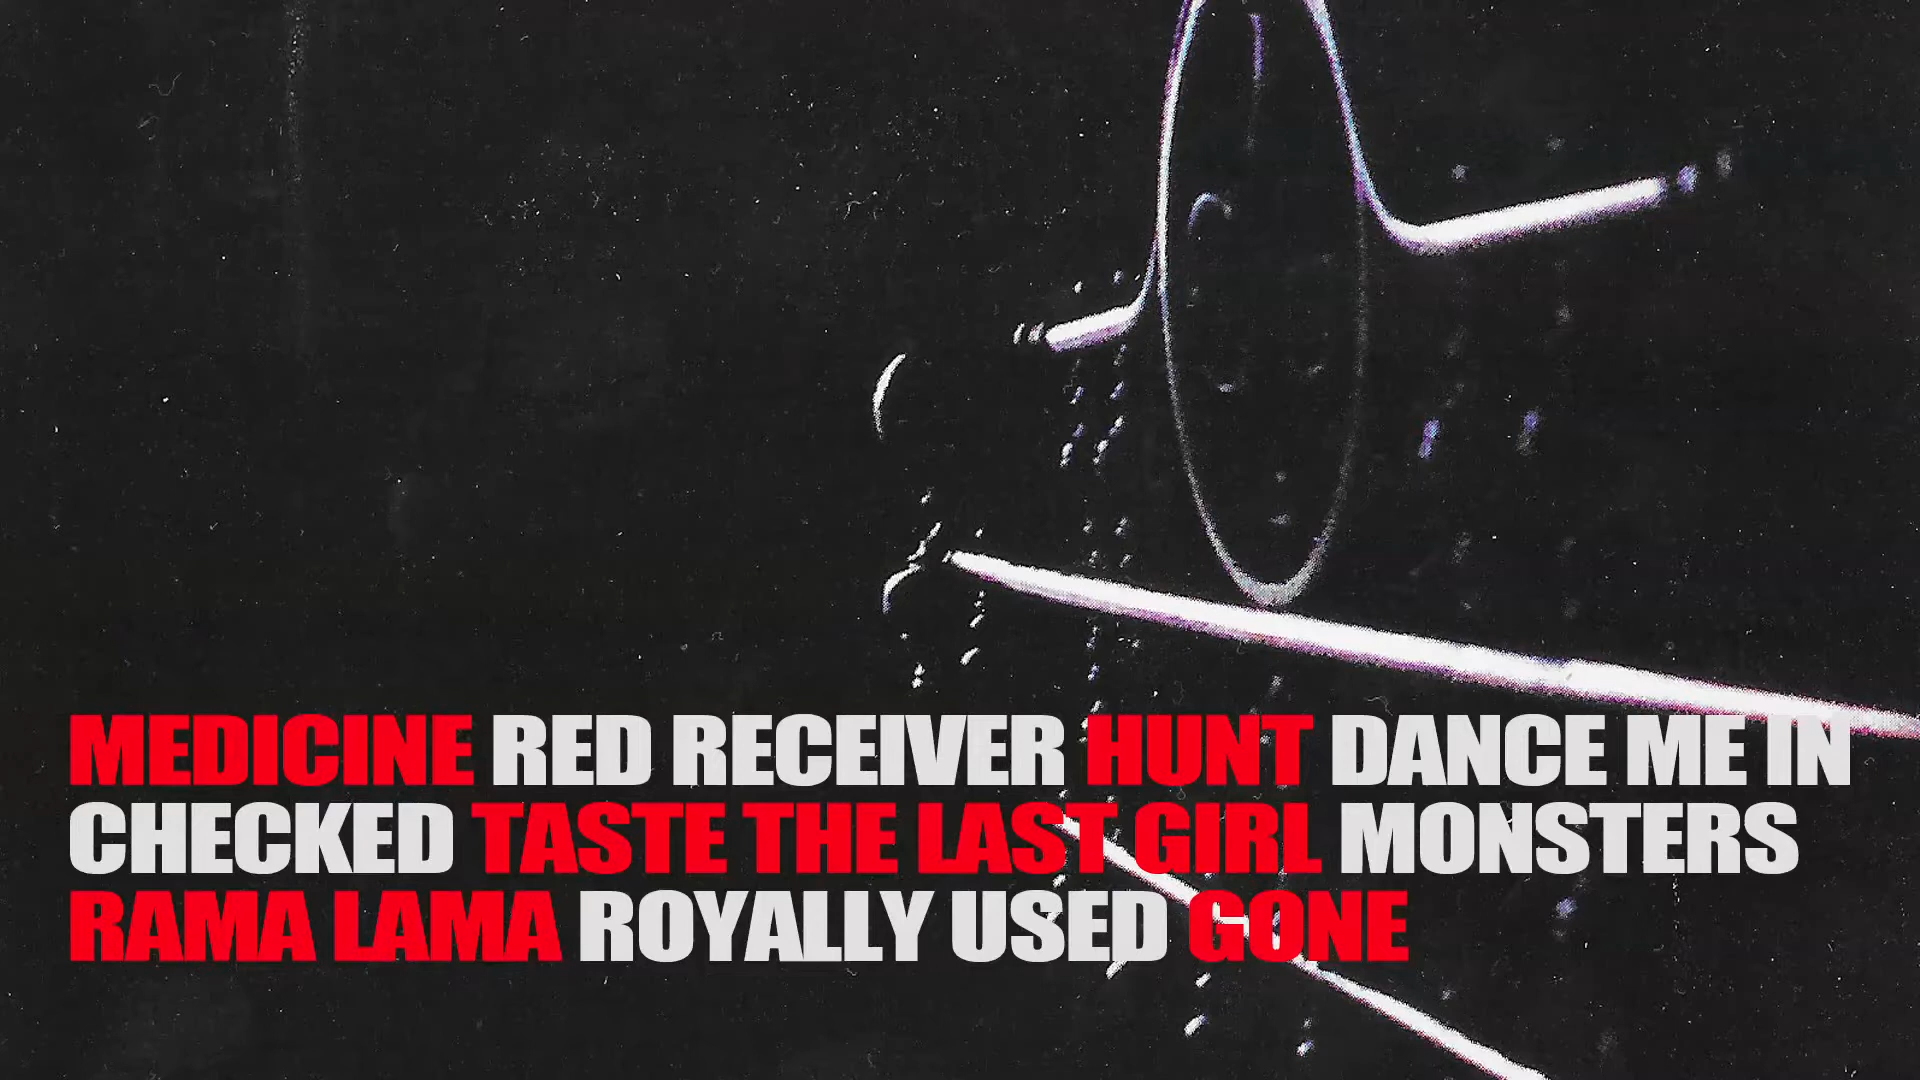 MEDICINE RED RECEIVER HUNT DANCE ME IN
CHECKED TASTE THE LAST GIRL MONSTERS
RAMA LAMA ROYALLY USED GONE